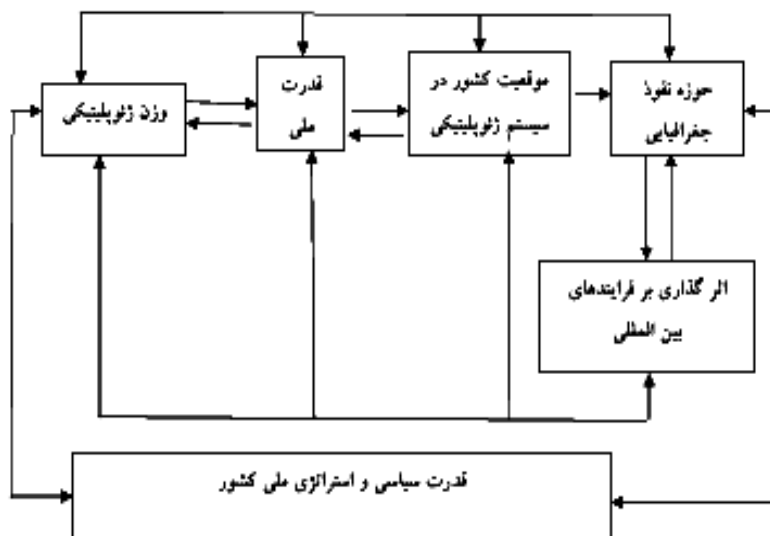 وزن ژئوپلیتیکی
قدرت
ملی
موقعیت کشور در
سیستم ژئوپلیتیکی
حوزه نفوذ
جغرافیایی
اثر گذاری بر فرایندهای
بین المللی
قدرت سیاسی و استراتژی ملی کشور